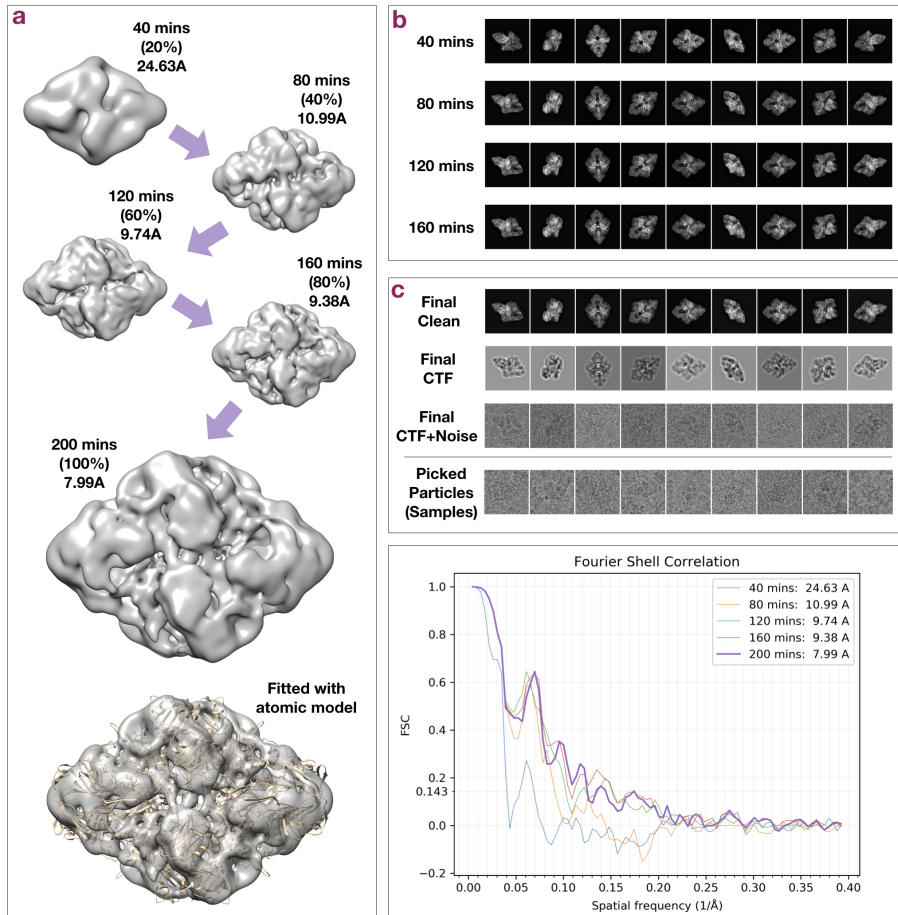 a
40 mins
(20%)
24.63A
80 mins
(40%)
10.99A
120 mins
(60%)
9.74A
160 mins
(80%)
9.38A
200 mins
(100%)
7.99A
Fitted with
atomic model
b
40 mins
80 mins
120 mins
160 mins
c
Final
Clean
Final
CTF
Final
CTF+Noise
Picked
Particles
(Samples)
Fourier Shell Correlation
40 mins: 24.63 A
80 mins: 10.99 A
120 mins: 9.74 A
160 mins: 9.38 A
200 mins: 7.99 A
FSC
1.0
0.8
0.6
0.4
0.2
0.143
0.0
−0.2
0.00 0.05 0.10 0.15 0.20 0.25 0.30 0.35 0.40
Spatial frequency (1/Å)